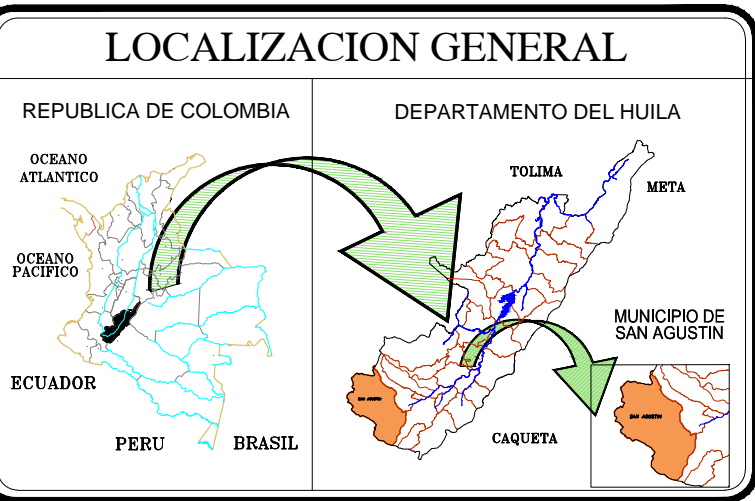 LOCALIZACION GENERAL
REPUBLICA DE COLOMBIA
OCEANO
ATLANTICO
OCEANO
PACIFICO
ECUADOR
PERU
BRASIL
DEPARTAMENTO DEL HUILA
TOLIMA
META
CAQUETA
SAN AGUSTIN
MUNICIPIO DE
SAN AGUSTIN
SAN AGUSTIN